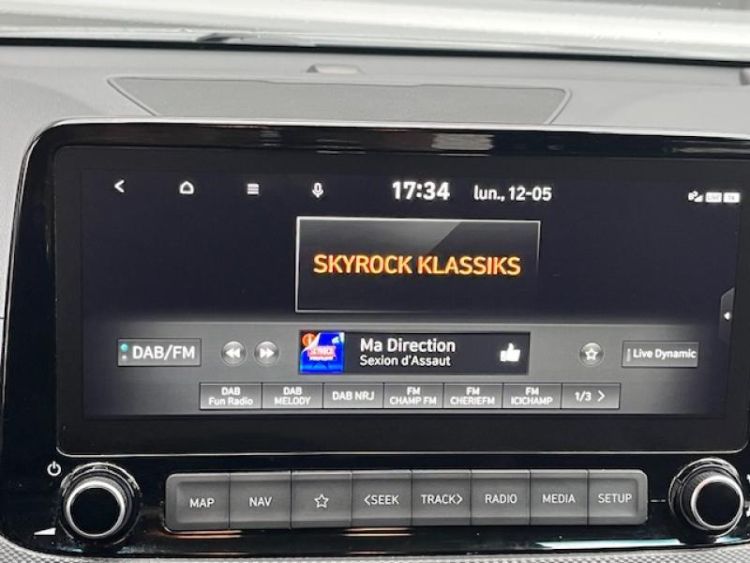 17:34 lun., 12-05
SKYROCK KLASSIKS
DAB/FM
SKYROCK
Ma Direction
Sexion d'Assaut
Live Dynamic
DAB
Fun Radio
DAB
MELODY
DAB NRJ
FM
CHAMP FM
FM
CHERIEFM
FM
ICICHAMP
1/3 >
MAP
NAV
<SEEK
TRACK>
RADIO
MEDIA
SETUP